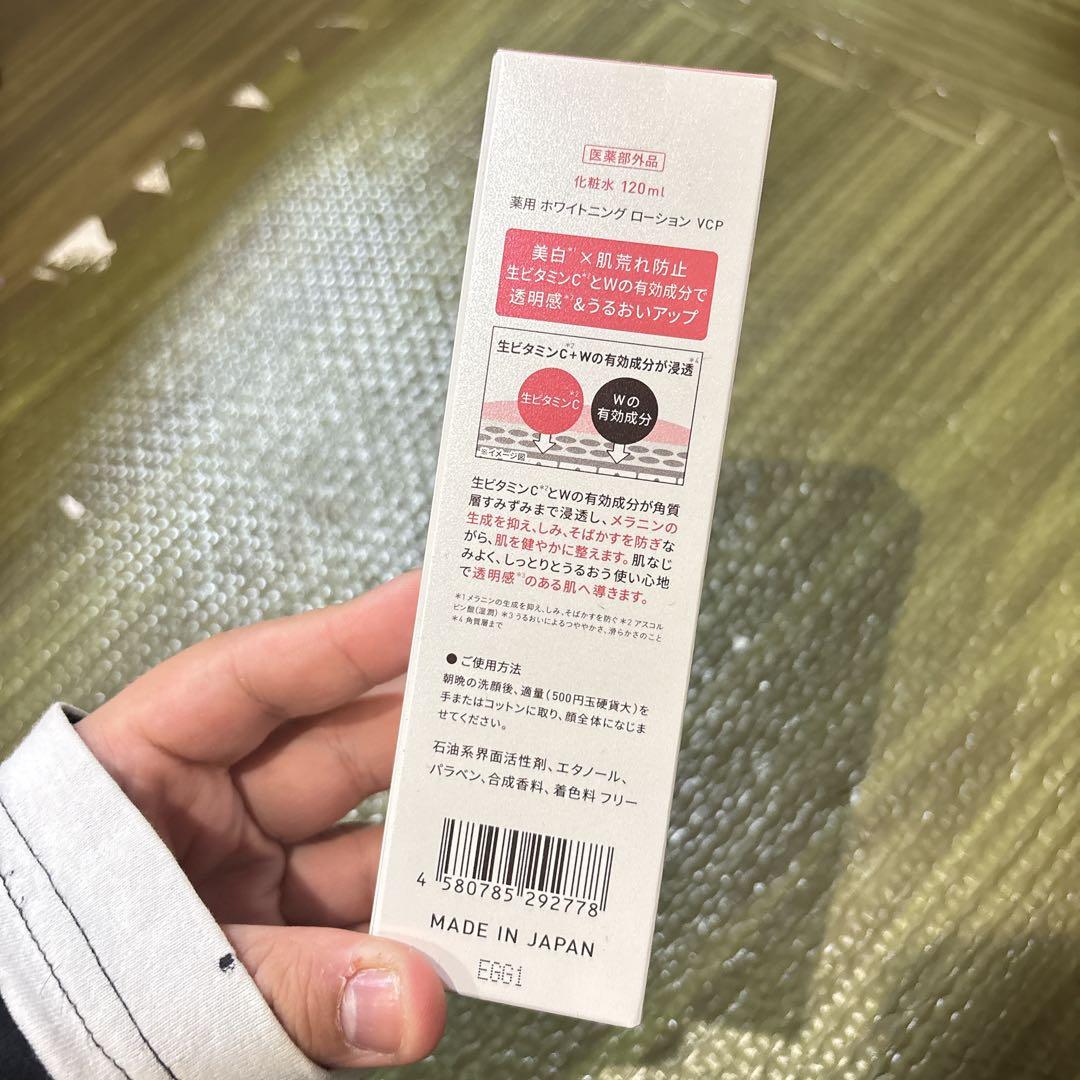 医薬部外品
化粧水 120ml
薬用 ホワイトニング ローション VCP
美白*1×肌荒れ防止
生ビタミンC*2とWの有効成分で
透明感*3&うるおいアップ
生ビタミンC*2+Wの有効成分が浸透*4
生ビタミンC*2
Wの
有効成分
※イメージ図
生ビタミンC*2とWの有効成分が角質
層すみずみまで浸透し、メラニンの
生成を抑え、しみ、そばかすを防ぎな
がら、肌を健やかに整えます。肌なじ
みよく、しっとりとうるおう使い心地
で透明感*3のある肌へ導きます。
*1 メラニンの生成を抑え、しみ、そばかすを防ぐ *2 アスコル
ビン酸(湿潤) *3 うるおいによるつややかさ、滑らかさのこと
*4 角質層まで
● ご使用方法
朝晩の洗顔後、適量(500円玉硬貨大)を
手またはコットンに取り、顔全体になじま
せてください。
石油系界面活性剤、エタノール、
パラベン、合成香料、着色料 フリー
4 580785 292778
MADE IN JAPAN
EGG1